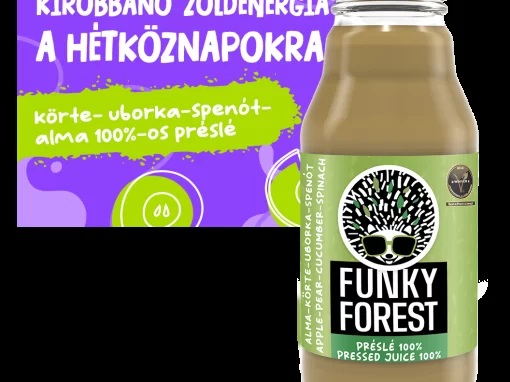 KIROBBANÓ ZÖLDENERGIA
A HÉTKÖZNAPOKRA
körte- uborka-spenót-
alma 100%-os préslé
ALMA-KÖRTE-UBORKA-SPENÓT
APPLE-PEAR-CUCUMBER-SPINACH
FUNKY
FOREST
PRÉSLÉ 100%
PRESSED JUICE 100%